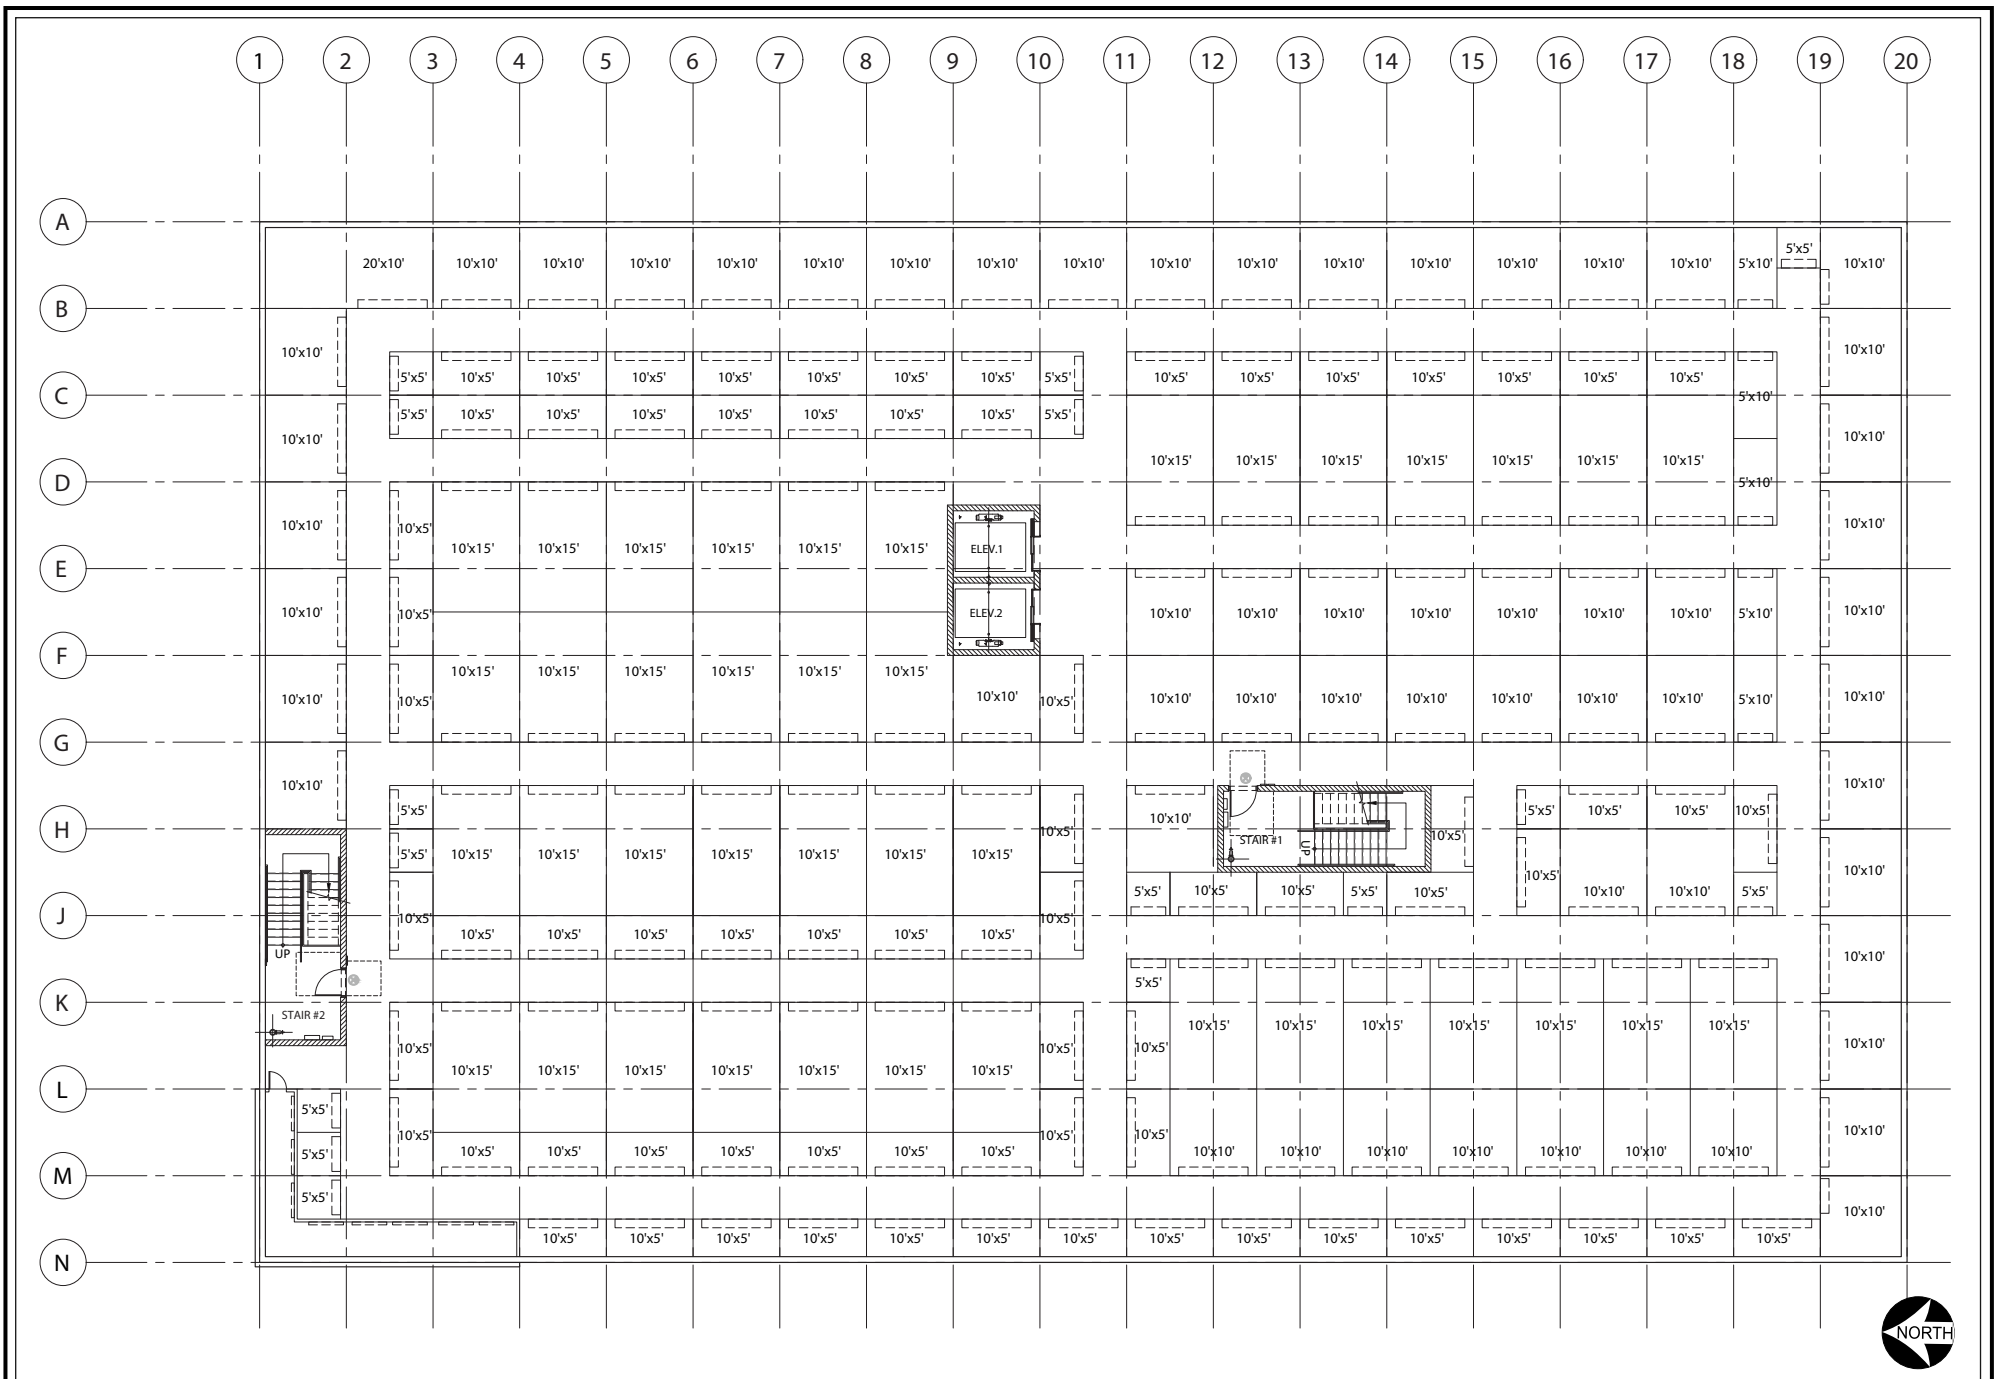 1 2 3 4 5 6 7 8 9 10 11 12 13 14 15 16 17 18 19 20
A
5'x5'
20'x10' 10'x10' 10'x10' 10'x10' 10'x10' 10'x10' 10'x10' 10'x10' 10'x10' 10'x10' 10'x10' 10'x10' 10'x10' 10'x10' 10'x10' 10'x10' 5'x10' 10'x10'
B
10'x10' 10'x10'
5'x5' 10'x5' 10'x5' 10'x5' 10'x5' 10'x5' 10'x5' 10'x5' 5'x5' 10'x5' 10'x5' 10'x5' 10'x5' 10'x5' 10'x5' 10'x5'
C 5'x10'
5'x5' 10'x5' 10'x5' 10'x5' 10'x5' 10'x5' 10'x5' 10'x5' 5'x5'
10'x10' 10'x10'
10'x15' 10'x15' 10'x15' 10'x15' 10'x15' 10'x15' 10'x15'
D 5'x10'
10'x10' 10'x5' 10'x10'
10'x15' 10'x15' 10'x15' 10'x15' 10'x15' 10'x15' ELEV.1
E
10'x10' 10'x5' ELEV.2 10'x10' 10'x10' 10'x10' 10'x10' 10'x10' 10'x10' 10'x10' 5'x10' 10'x10'
F
10'x15' 10'x15' 10'x15' 10'x15' 10'x15' 10'x15'
10'x10' 10'x5' 10'x10' 10'x5' 10'x10' 10'x10' 10'x10' 10'x10' 10'x10' 10'x10' 10'x10' 5'x10' 10'x10'
G
10'x10' 10'x10'
5'x5' 10'x10' 5'x5' 10'x5' 10'x5' 10'x5'
H 10'x5' STAIR #1 UP 10'x5'
5'x5' 10'x15' 10'x15' 10'x15' 10'x15' 10'x15' 10'x15' 10'x15'
10'x5' 10'x10'
5'x5' 10'x5' 10'x5' 5'x5' 10'x5' 10'x10' 10'x10' 5'x5'
J 10'x5' 10'x5'
10'x5' 10'x5' 10'x5' 10'x5' 10'x5' 10'x5' 10'x5'
UP 10'x10'
5'x5'
K
STAIR #2 10'x15' 10'x15' 10'x15' 10'x15' 10'x15' 10'x15' 10'x15'
10'x5' 10'x5' 10'x5' 10'x10'
10'x15' 10'x15' 10'x15' 10'x15' 10'x15' 10'x15' 10'x15'
L
5'x5'
10'x5' 10'x5' 10'x5' 10'x10'
5'x5' 10'x5' 10'x5' 10'x5' 10'x5' 10'x5' 10'x5' 10'x5' 10'x10' 10'x10' 10'x10' 10'x10' 10'x10' 10'x10' 10'x10'
M
5'x5' 10'x10'
10'x5' 10'x5' 10'x5' 10'x5' 10'x5' 10'x5' 10'x5' 10'x5' 10'x5' 10'x5' 10'x5' 10'x5' 10'x5' 10'x5' 10'x5'
N
NORTH